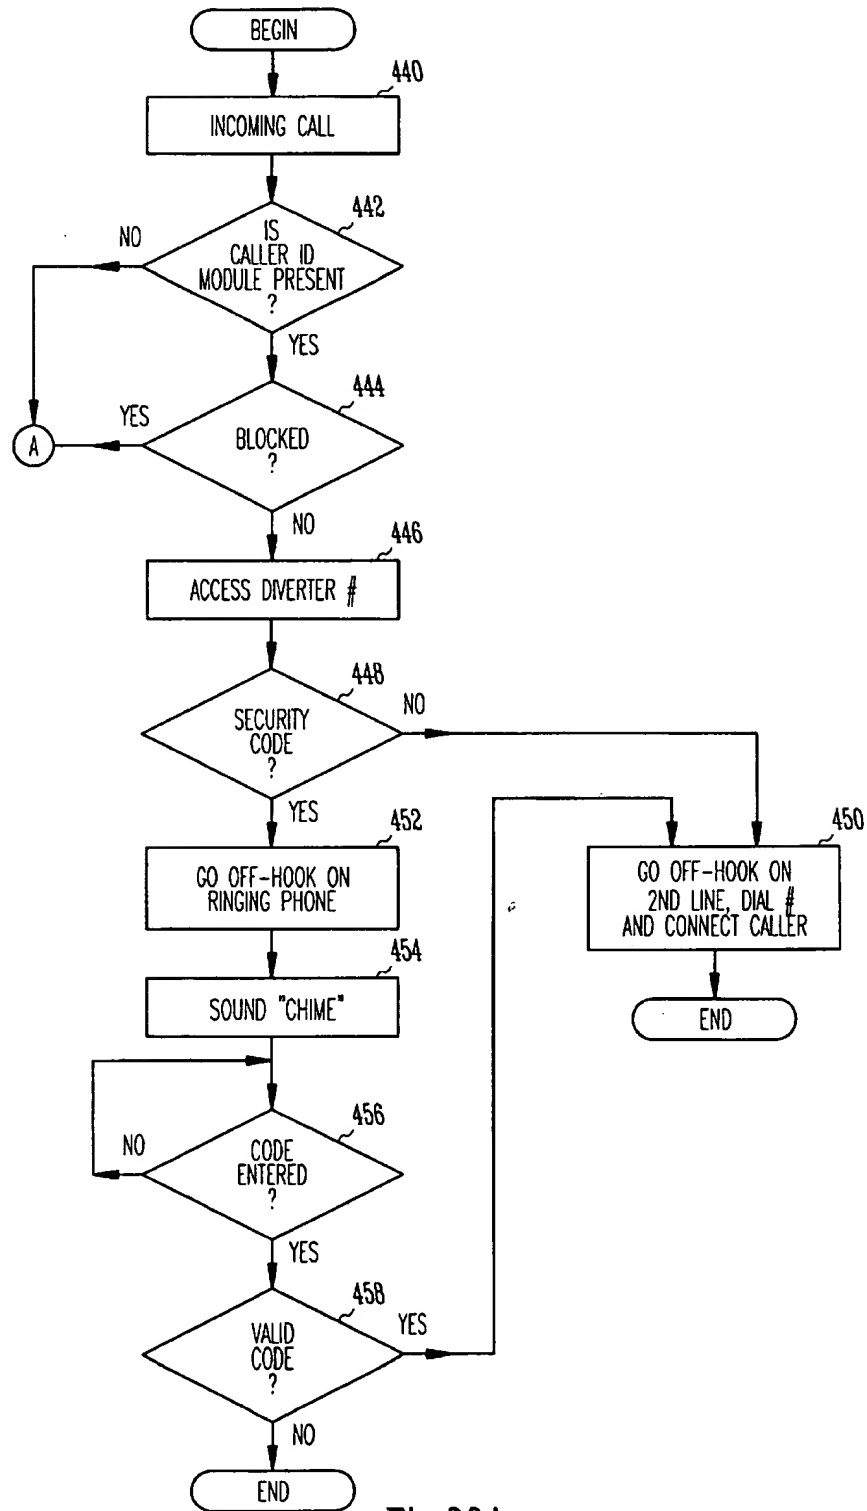 BEGIN
440
INCOMING CALL
442
IS
CALLER ID
MODULE PRESENT
?
NO
YES
444
BLOCKED
?
YES
A
NO
446
ACCESS DIVERTER #
448
SECURITY
CODE
?
NO
YES
452
GO OFF-HOOK ON
RINGING PHONE
450
GO OFF-HOOK ON
2ND LINE, DIAL #
AND CONNECT CALLER
END
454
SOUND "CHIME"
456
CODE
ENTERED
?
NO
YES
458
VALID
CODE
?
YES
NO
END